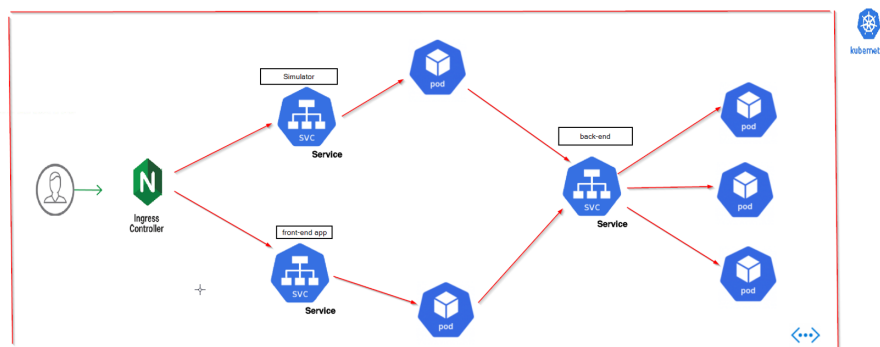 kubernet
Simulator
pod
SVC
Service
pod
back-end
N
Ingress
Controller
SVC
Service
pod
front-end app
SVC
Service
pod
pod